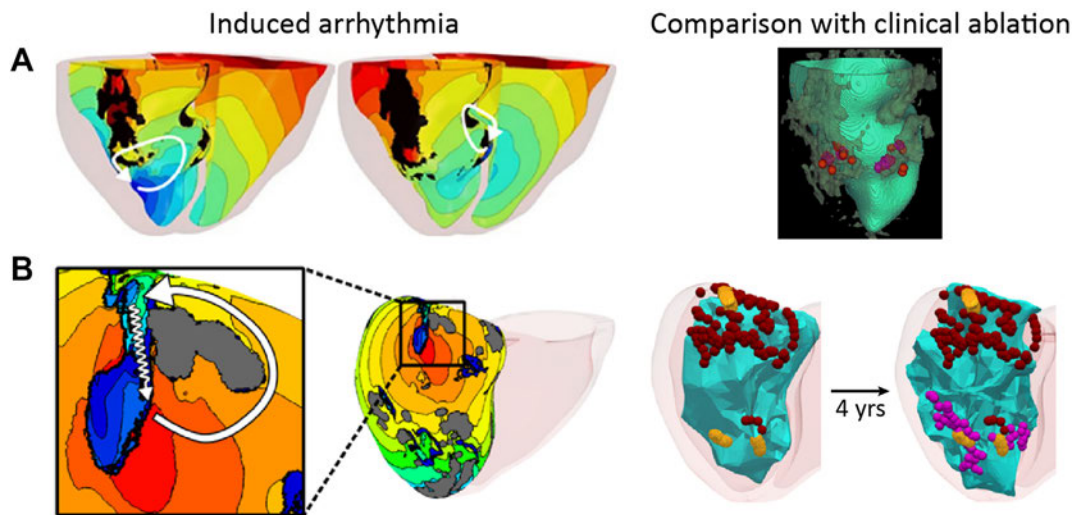 Induced arrhythmia
Comparison with clinical ablation
A
B
4 yrs